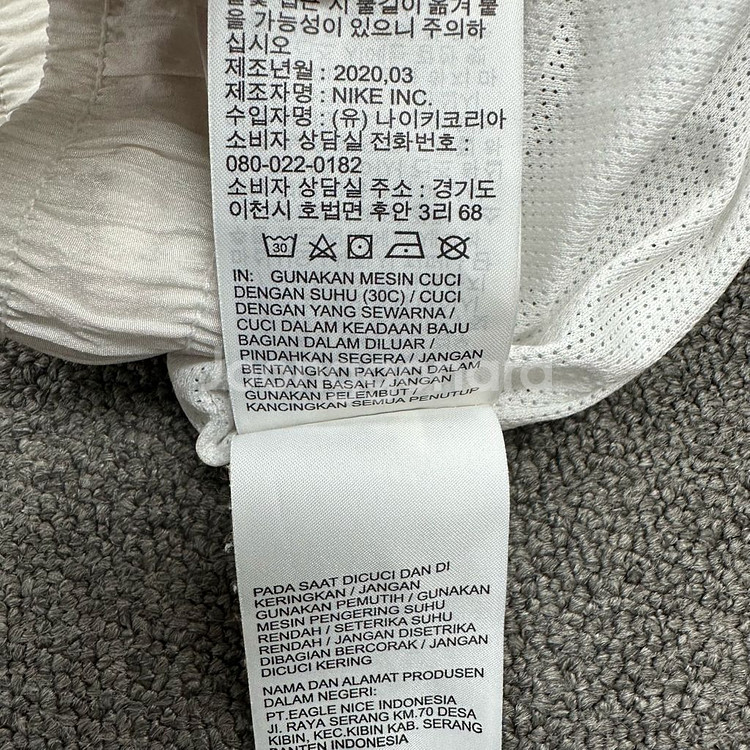 을 가능성이 있으니 주의하
십시오
제조년월 : 2020,03
제조자명 : NIKE INC.
수입자명 : (유) 나이키코리아
소비자 상담실 전화번호 :
080-022-0182
소비자 상담실 주소 : 경기도
이천시 호법면 후안 3리 68
30
IN: GUNAKAN MESIN CUCI
DENGAN SUHU (30C) / CUCI
DENGAN YANG SEWARNA /
CUCI DALAM KEADAAN BAJU
BAGIAN DALAM DILUAR /
PINDAHKAN SEGERA / JANGAN
BENTANGKAN PAKAIAN DALAM
KEADAAN BASAH / JANGAN
GUNAKAN PELEMBUT /
KANCINGKAN SEMUA PENUTUP
PADA SAAT DICUCI DAN DI
KERINGKAN / JANGAN
GUNAKAN PEMUTIH / GUNAKAN
MESIN PENGERING SUHU
RENDAH / SETERIKA SUHU
RENDAH / JANGAN DISETRIKA
DIBAGIAN BERCORAK / JANGAN
DICUCI KERING
NAMA DAN ALAMAT PRODUSEN
DALAM NEGERI:
PT.EAGLE NICE INDONESIA
JL. RAYA SERANG KM.70 DESA
KIBIN, KEC.KIBIN KAB. SERANG
BANTEN INDONESIA